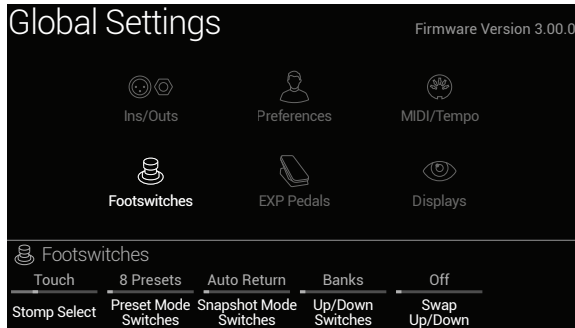 Global Settings
Firmware Version 3.00.0
Ins/Outs
Preferences
MIDI/Tempo
Footswitches
EXP Pedals
Displays
Footswitches
Touch
8 Presets
Auto Return
Banks
Off
Stomp Select
Preset Mode
Switches
Snapshot Mode
Switches
Up/Down
Switches
Swap
Up/Down